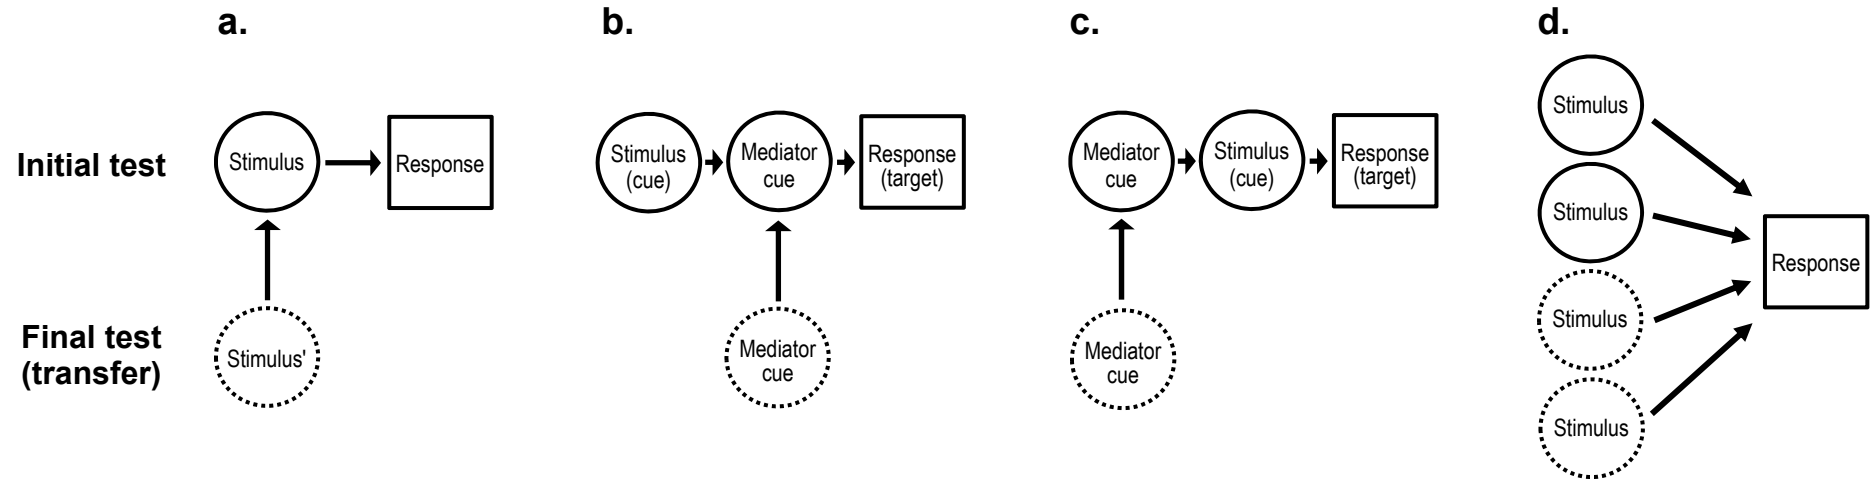 a.
b.
c.
d.
Initial test
Stimulus
Response
Stimulus'
Stimulus
(cue)
Mediator
cue
Response
(target)
Mediator
cue
Mediator
cue
Stimulus
(cue)
Response
(target)
Mediator
cue
Stimulus
Stimulus
Stimulus
Stimulus
Response
Final test
(transfer)